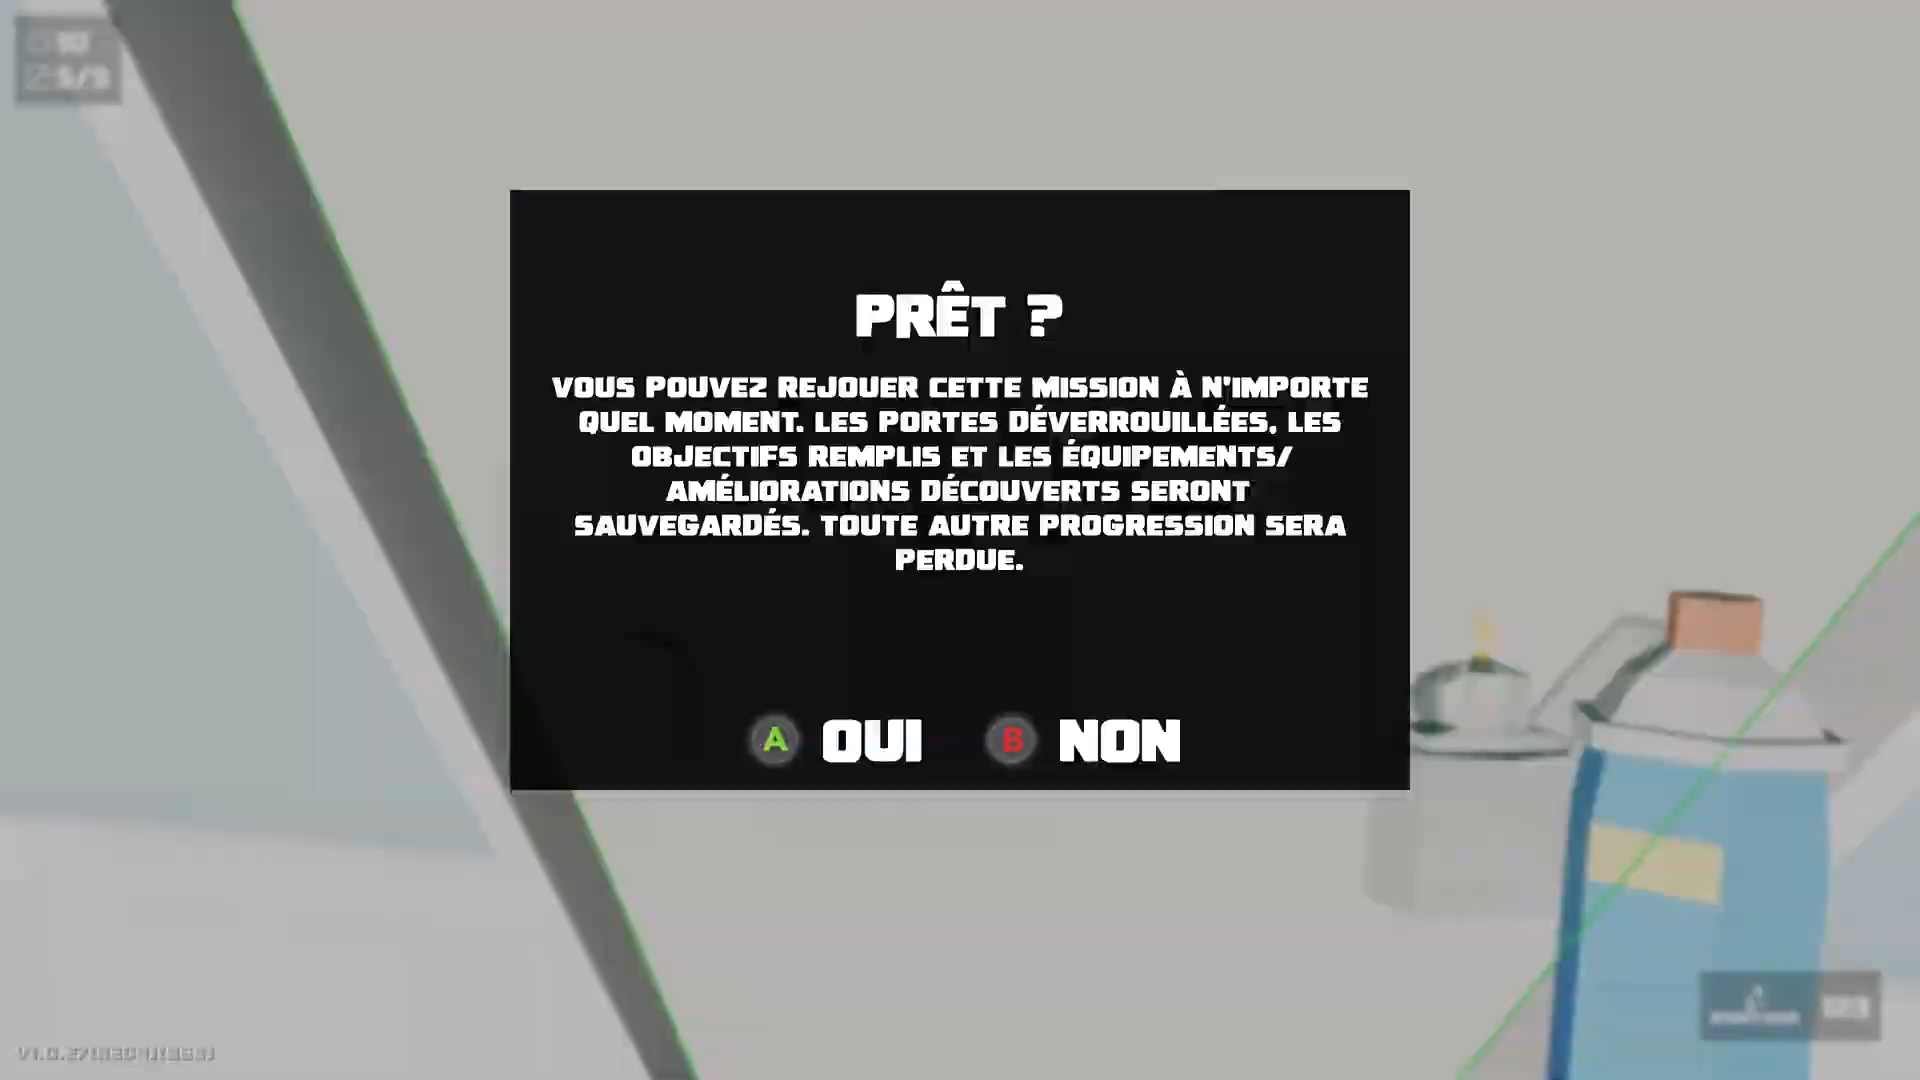 PRÊT ?
VOUS POUVEZ REJOUER CETTE MISSION À N'IMPORTE
QUEL MOMENT. LES PORTES DÉVERROUILLÉES, LES
OBJECTIFS REMPLIS ET LES ÉQUIPEMENTS/
AMÉLIORATIONS DÉCOUVERTS SERONT
SAUVEGARDÉS. TOUTE AUTRE PROGRESSION SERA
PERDUE.
A OUI B NON